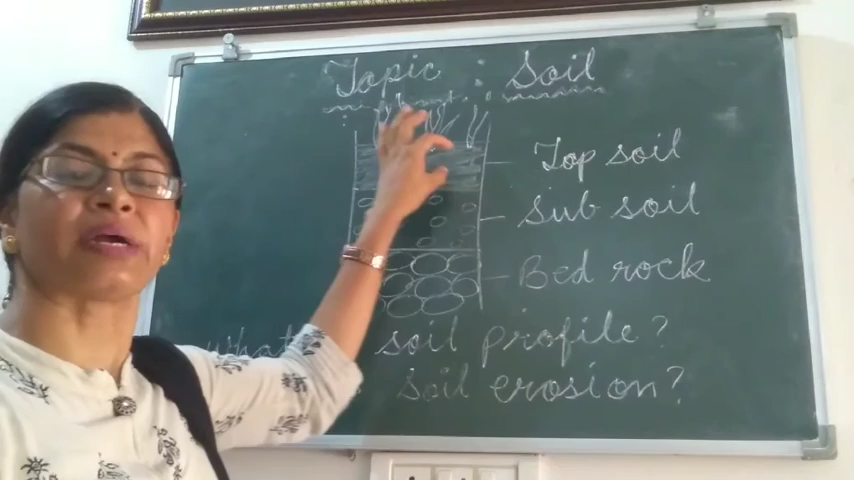 Topic : Soil
Top soil
Sub soil
Bed rock
what soil profile?
soil erosion?